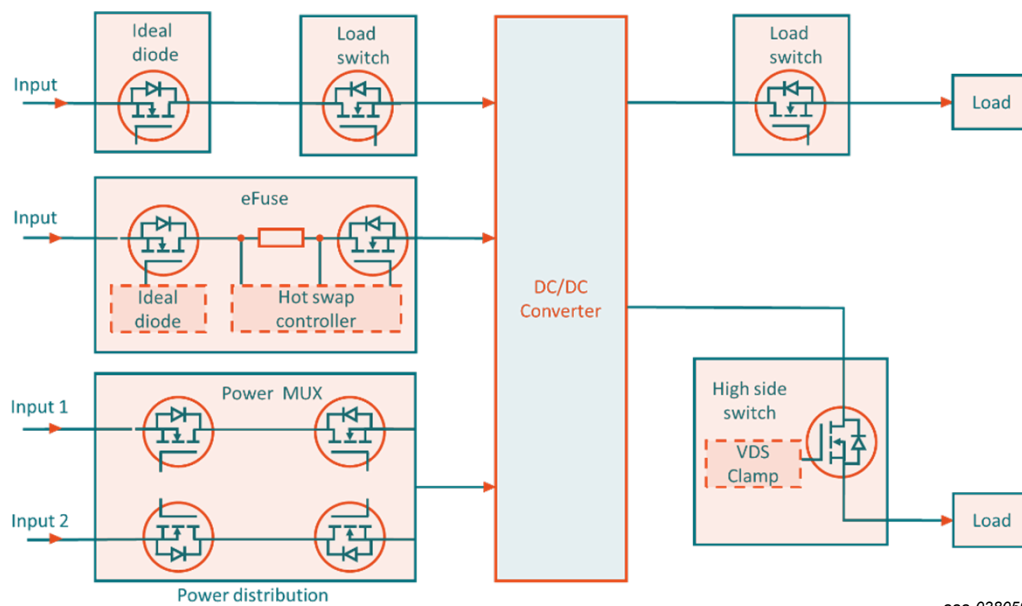 Ideal
diode
Load
switch
Load
switch
Input
Load
eFuse
Input
Ideal
diode
Hot swap
controller
DC/DC
Converter
Power MUX
Input 1
Input 2
High side
switch
VDS
Clamp
Load
Power distribution